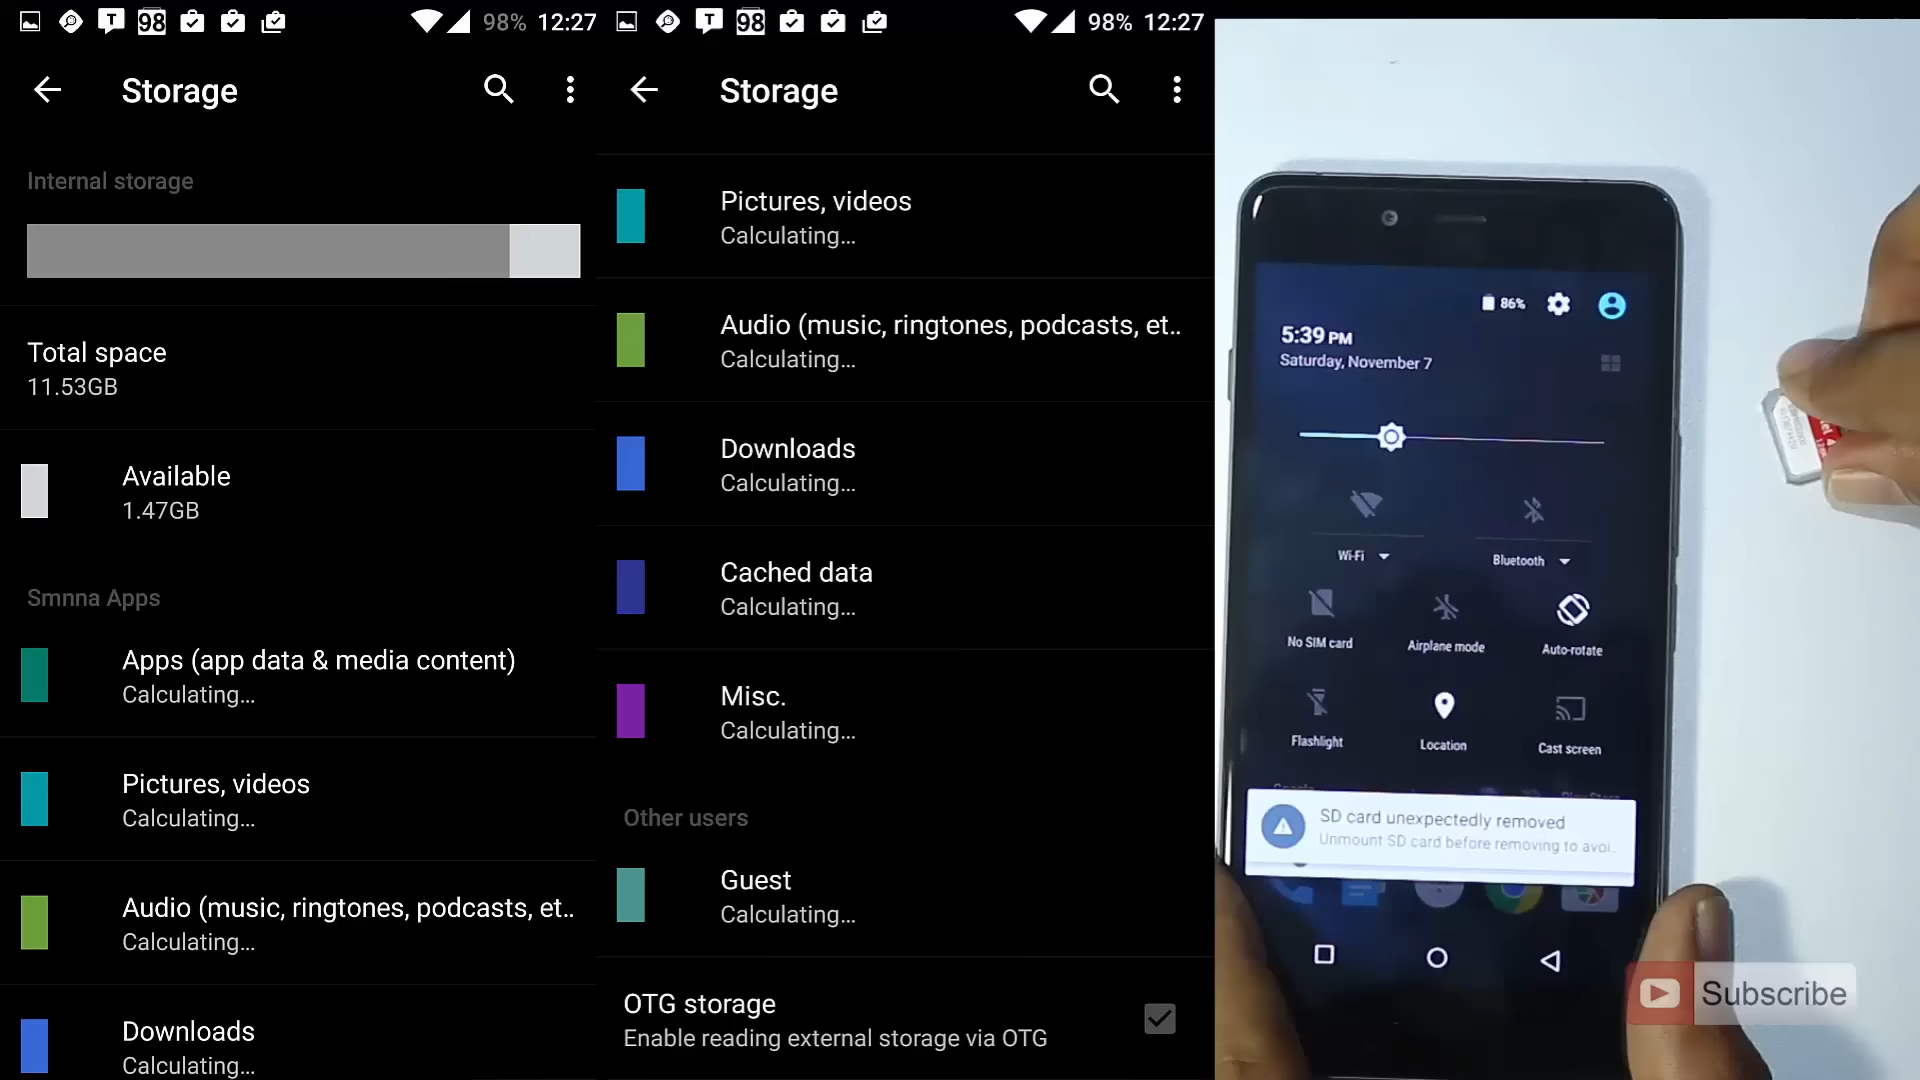 98
98% 12:27
Storage
Internal storage
Total space
11.53GB
Available
1.47GB
Smnna Apps
Apps (app data & media content)
Calculating...
Pictures, videos
Calculating...
Audio (music, ringtones, podcasts, et..
Calculating...
Downloads
Calculating...
98
98% 12:27
Storage
Pictures, videos
Calculating...
Audio (music, ringtones, podcasts, et..
Calculating...
Downloads
Calculating...
Cached data
Calculating...
Misc.
Calculating...
Other users
Guest
Calculating...
OTG storage
Enable reading external storage via OTG
86%
5:39 PM
Saturday, November 7
Wi-Fi
Bluetooth
No SIM card
Airplane mode
Auto-rotate
Flashlight
Location
Cast screen
SD card unexpectedly removed
Unmount SD card before removing to avoi..
Subscribe